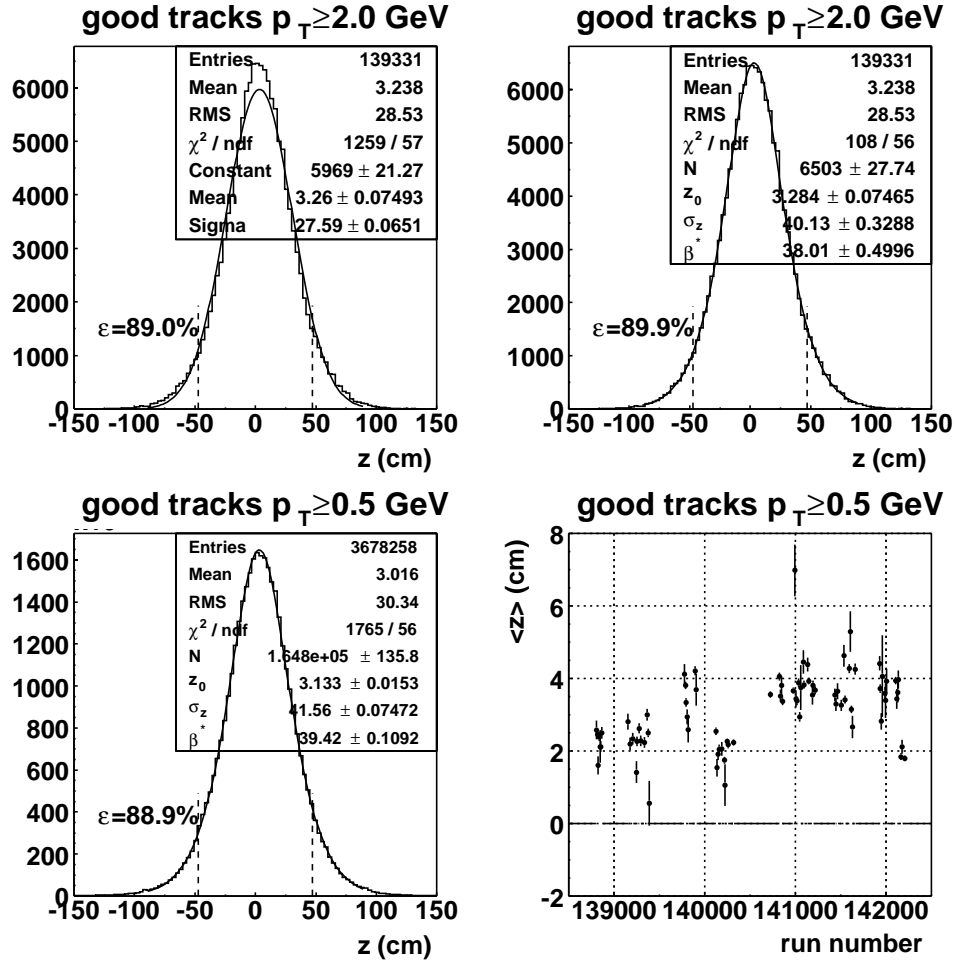 good tracks p T≥2.0 GeV
Entries 139331
Mean 3.238
RMS 28.53
χ² / ndf 1259 / 57
Constant 5969 ± 21.27
Mean 3.26 ± 0.07493
Sigma 27.59 ± 0.0651
6000
5000
4000
3000
2000
1000
0
ε=89.0%
-150 -100 -50 0 50 100 150
z (cm)
good tracks p T≥2.0 GeV
Entries 139331
Mean 3.238
RMS 28.53
χ² / ndf 108 / 56
N 6503 ± 27.74
z0 3.284 ± 0.07465
σz 40.13 ± 0.3288
β* 38.01 ± 0.4996
6000
5000
4000
3000
2000
1000
0
ε=89.9%
-150 -100 -50 0 50 100 150
z (cm)
good tracks p T≥0.5 GeV
Entries 3678258
Mean 3.016
RMS 30.34
χ² / ndf 1765 / 56
N 1.648e+05 ± 135.8
z0 3.133 ± 0.0153
σz 41.56 ± 0.07472
β* 39.42 ± 0.1092
1600
1400
1200
1000
800
600
400
200
0
ε=88.9%
-150 -100 -50 0 50 100 150
z (cm)
good tracks p T≥0.5 GeV
<z> (cm)
8
6
4
2
0
-2
139000 140000 141000 142000
run number